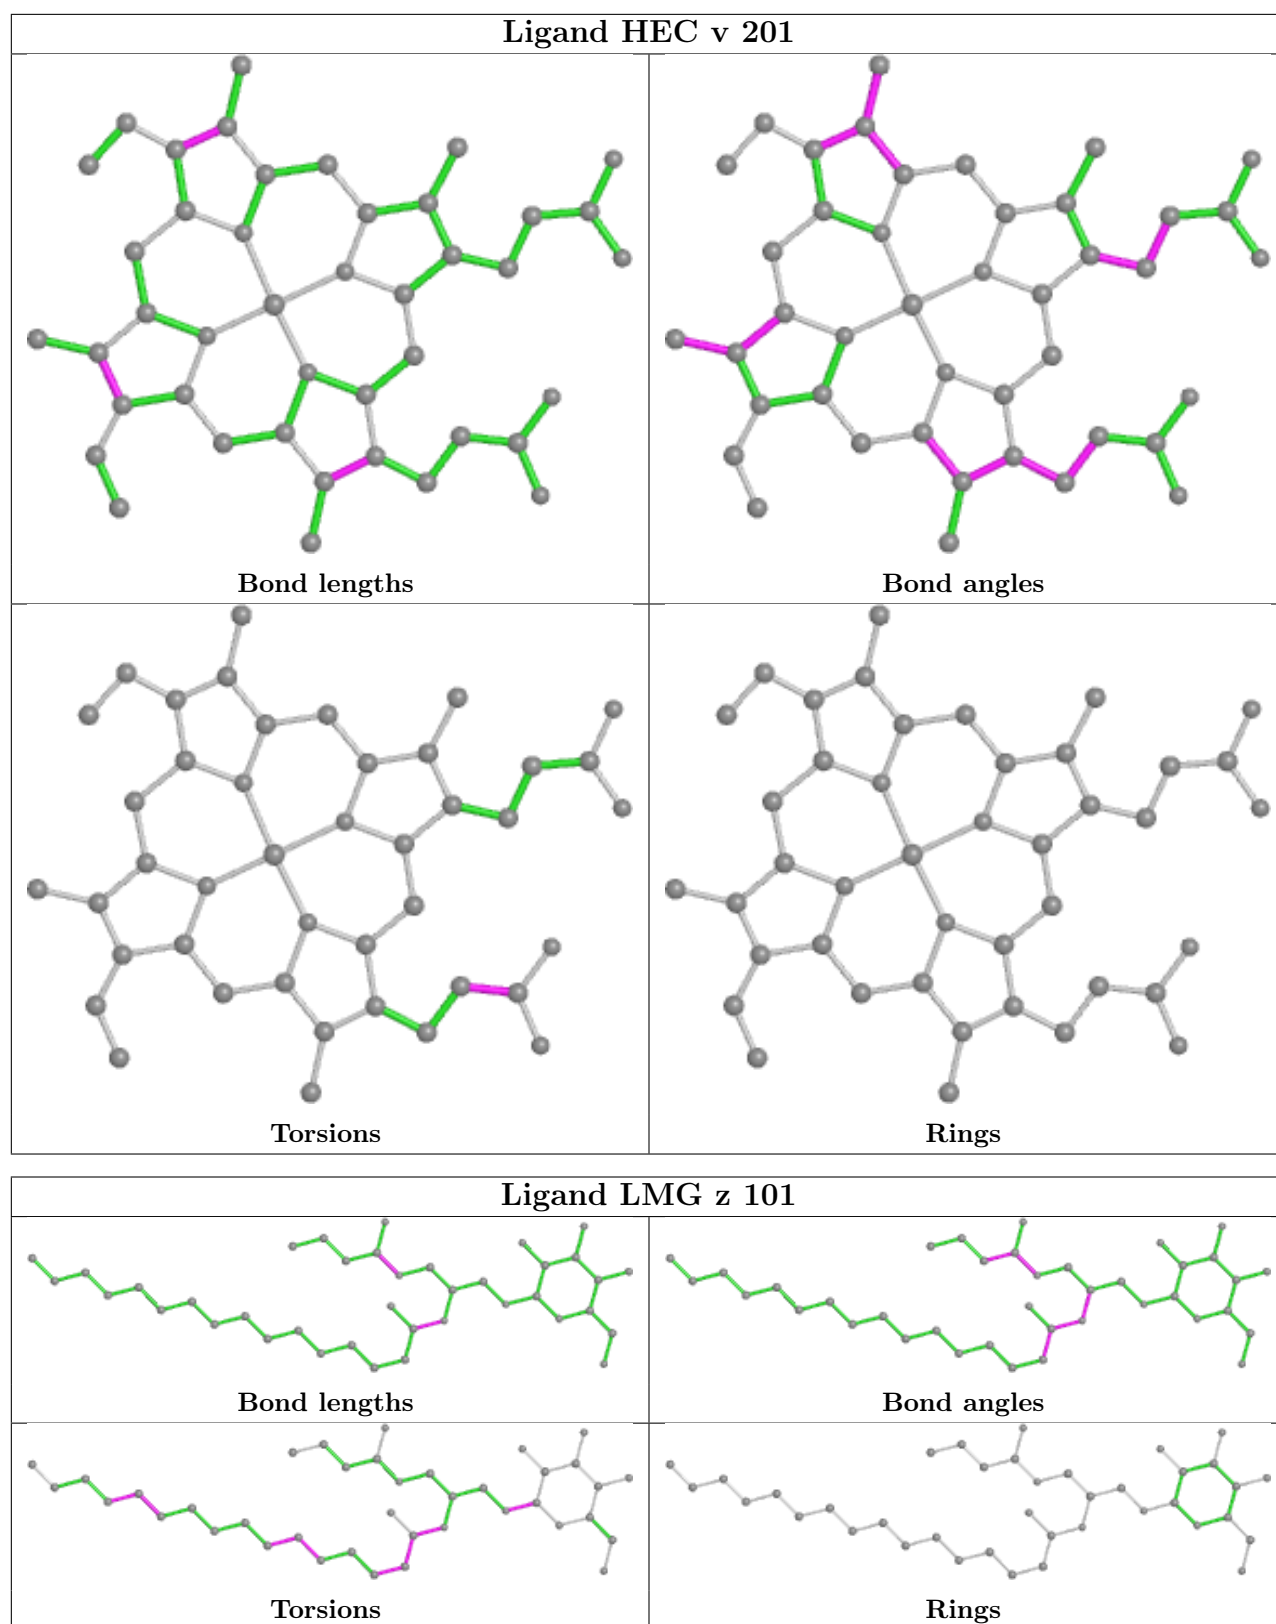 Ligand HEC v 201
Bond lengths
Bond angles
Torsions
Rings
Ligand LMG z 101
Bond lengths
Bond angles
Torsions
Rings